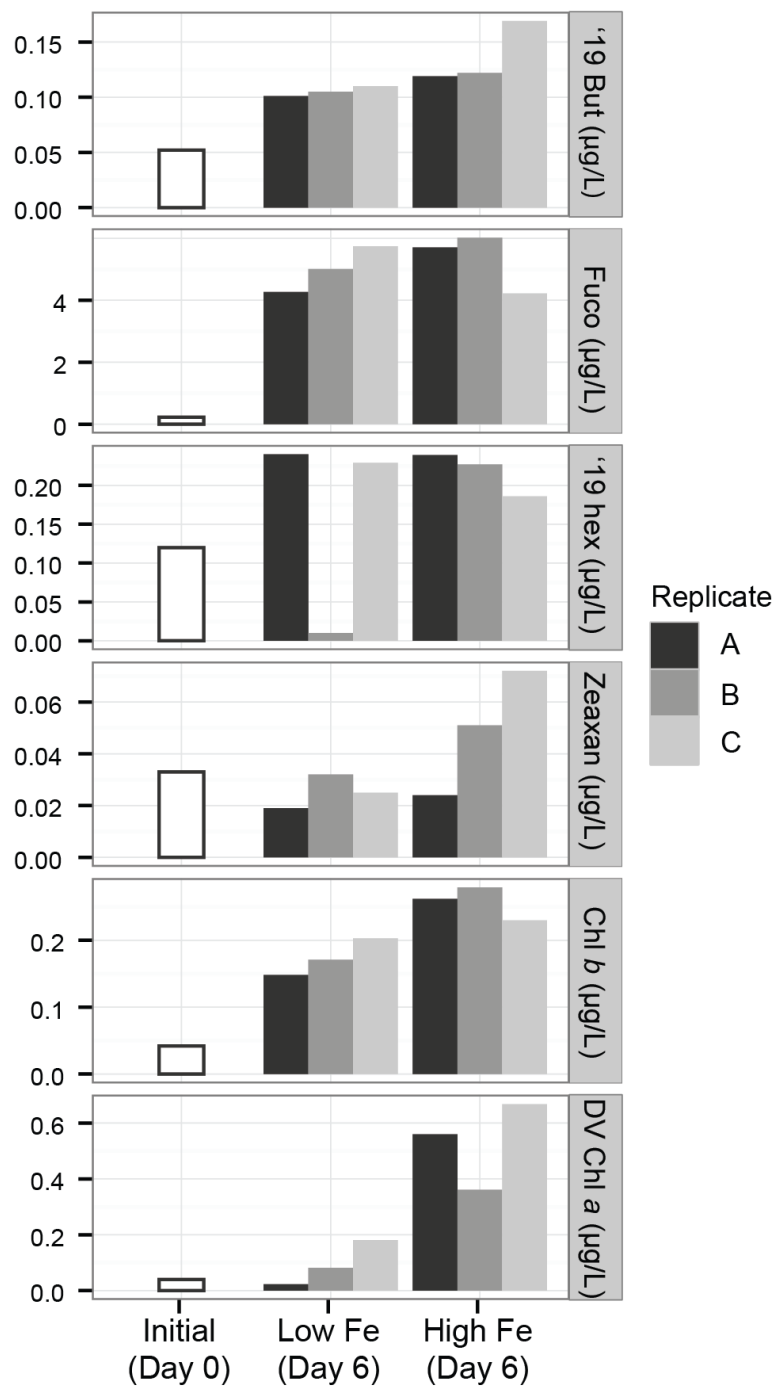 0.15
0.10
0.05
0.00
‘19 But (μg/L)
4
2
0
Fuco (μg/L)
0.20
0.15
0.10
0.05
0.00
‘19 hex (μg/L)
0.06
0.04
0.02
0.00
Zeaxan (μg/L)
0.2
0.1
0.0
Chl b (μg/L)
0.6
0.4
0.2
0.0
DV Chl a (μg/L)
Initial
(Day 0)
Low Fe
(Day 6)
High Fe
(Day 6)
Replicate
A
B
C